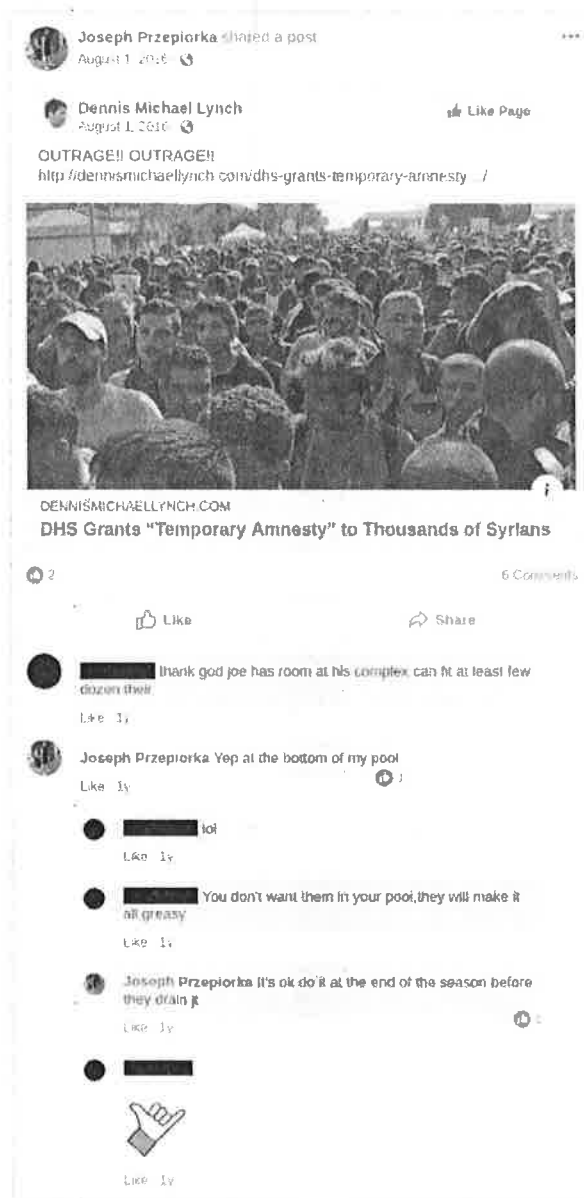 Joseph Przepiorka shared a post
August 1, 2016
Dennis Michael Lynch
August 1, 2016
Like Page
OUTRAGE!! OUTRAGE!!
http://dennismichaellynch.com/dhs-grants-temporary-amnesty.../
DENNISMICHAELLYNCH.COM
DHS Grants "Temporary Amnesty" to Thousands of Syrians
2
6 Comments
Like
Share
thank god joe has room at his complex can fit at least few
dozen their
Like 1y
Joseph Przepiorka Yep at the bottom of my pool
Like 1y
lol
Like 1y
You don't want them in your pool,they will make it
all greasy
Like 1y
Joseph Przepiorka It's ok do it at the end of the season before
they drain it
Like 1y
Like 1y